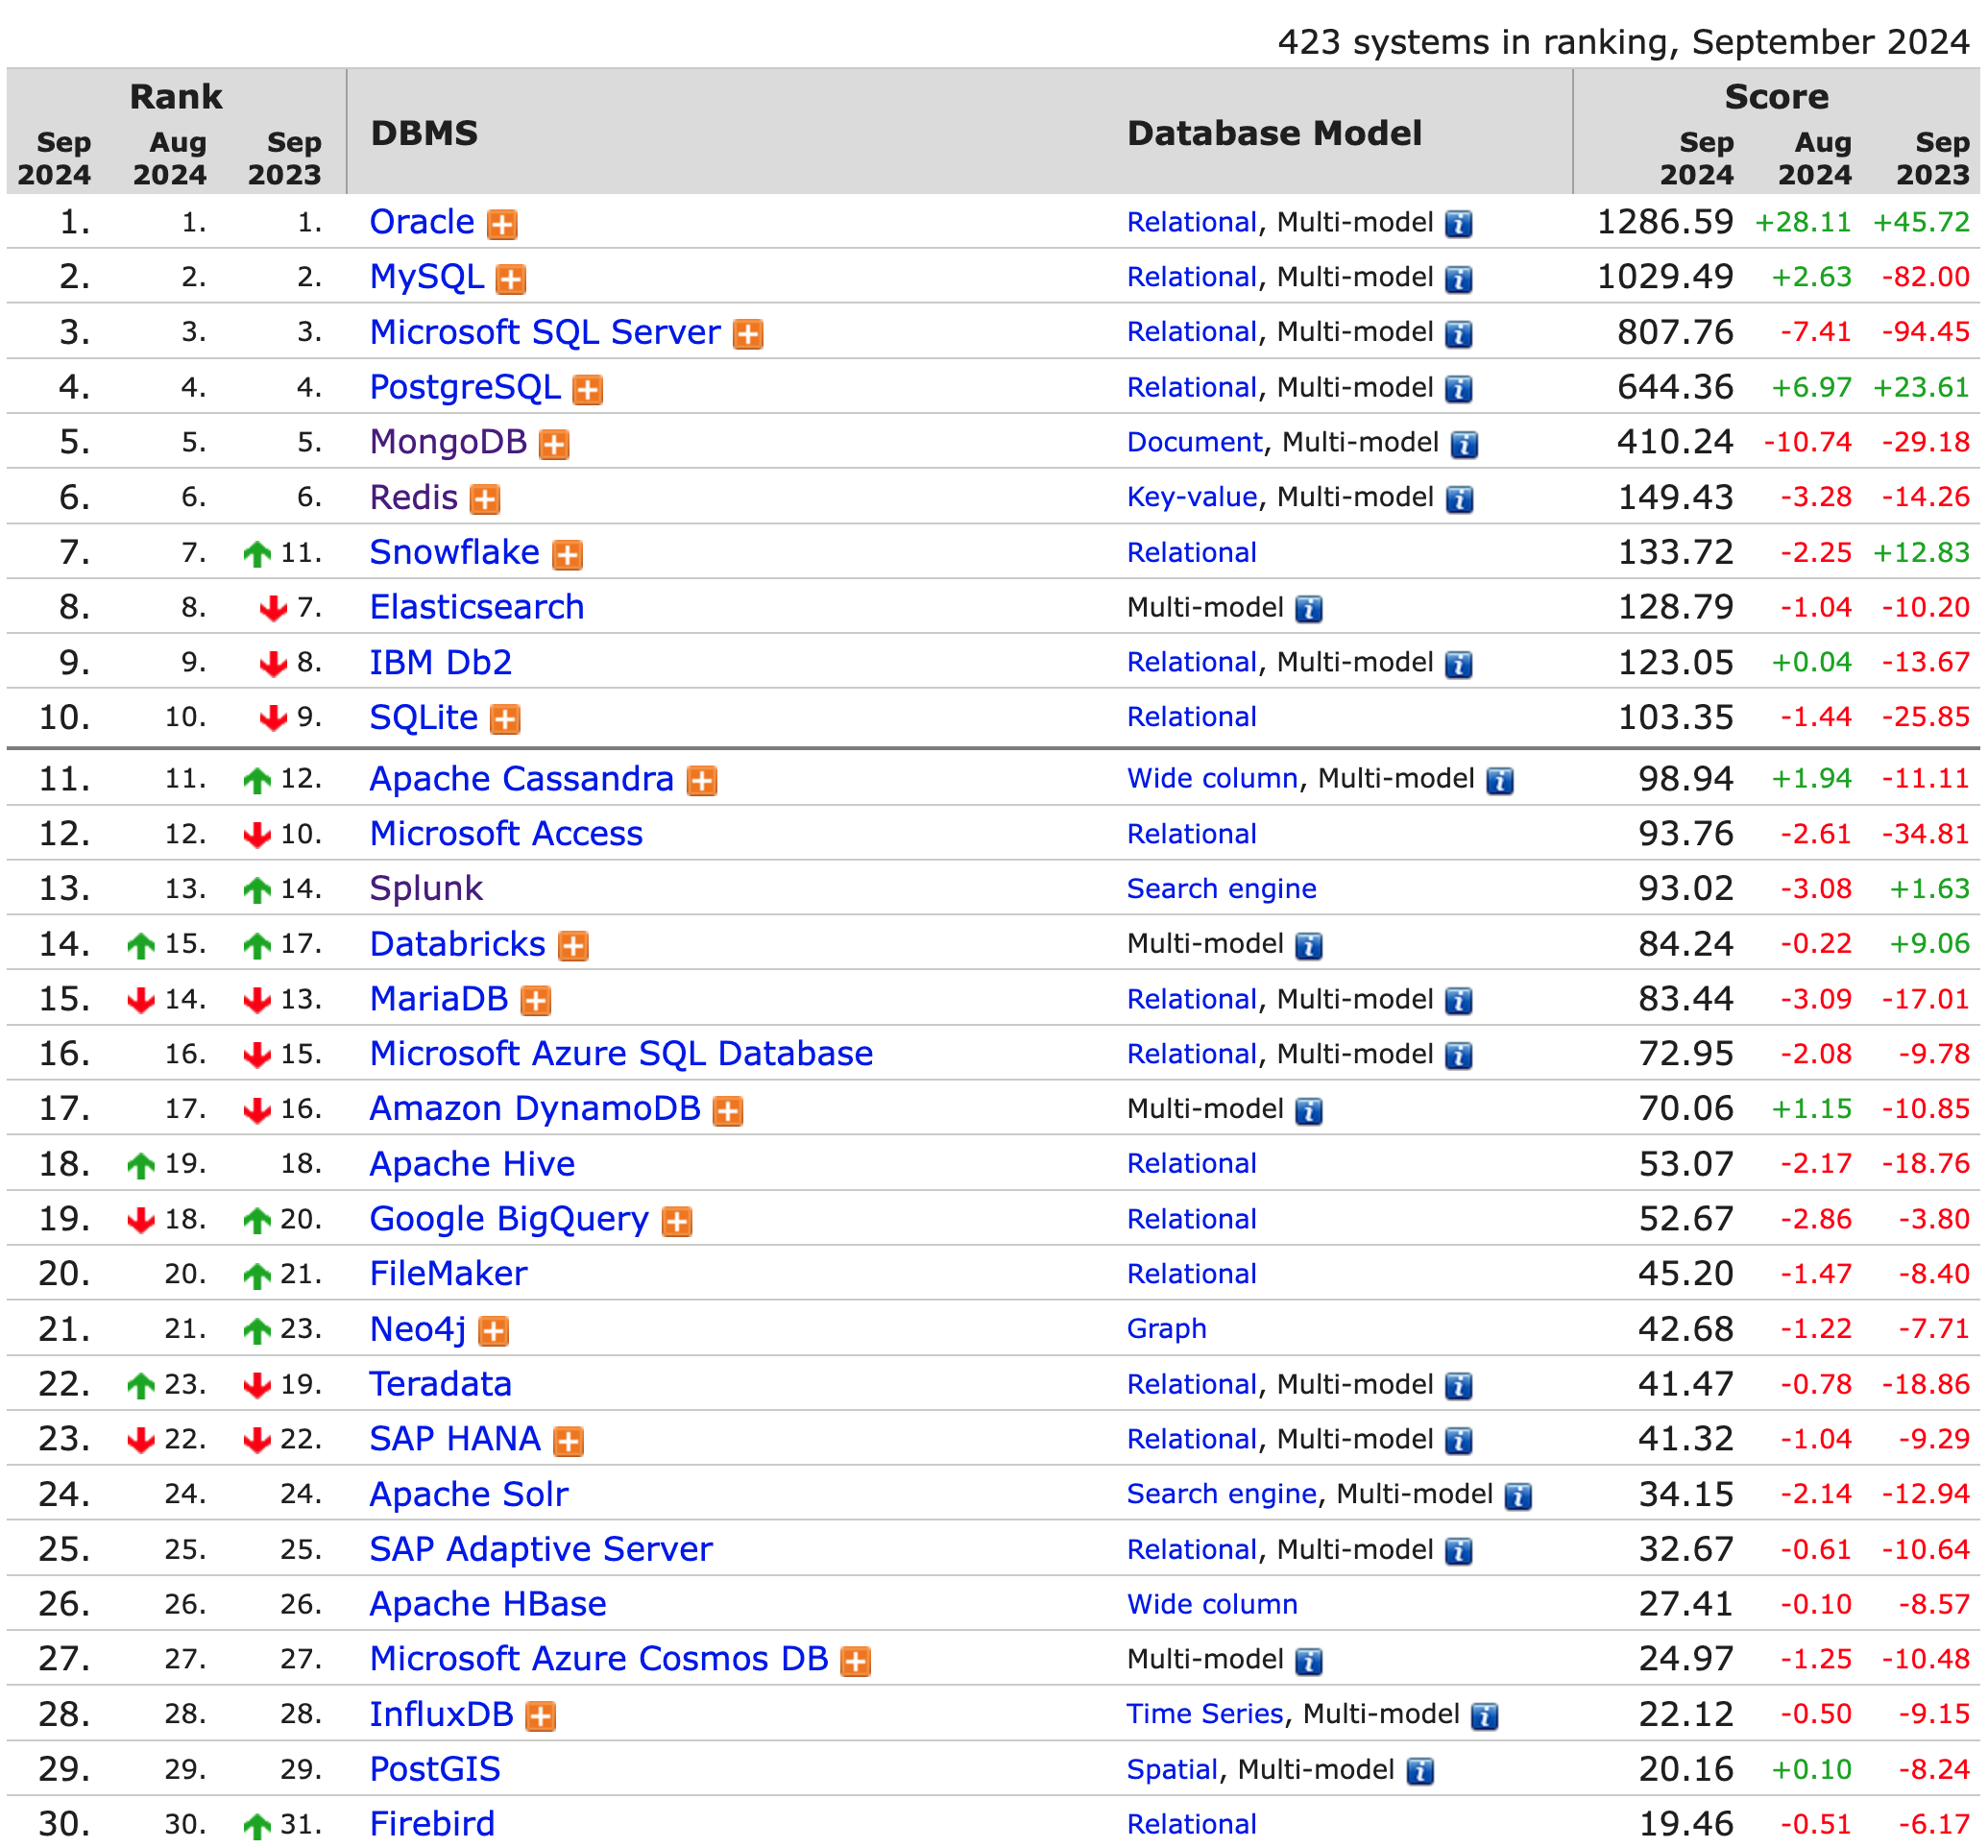 423 systems in ranking, September 2024
Rank DBMS Database Model Score
Sep 2024 Aug 2024 Sep 2023 Sep 2024 Aug 2024 Sep 2023
1. 1. 1. Oracle Relational, Multi-model 1286.59 +28.11 +45.72
2. 2. 2. MySQL Relational, Multi-model 1029.49 +2.63 -82.00
3. 3. 3. Microsoft SQL Server Relational, Multi-model 807.76 -7.41 -94.45
4. 4. 4. PostgreSQL Relational, Multi-model 644.36 +6.97 +23.61
5. 5. 5. MongoDB Document, Multi-model 410.24 -10.74 -29.18
6. 6. 6. Redis Key-value, Multi-model 149.43 -3.28 -14.26
7. 7. 11. Snowflake Relational 133.72 -2.25 +12.83
8. 8. 7. Elasticsearch Multi-model 128.79 -1.04 -10.20
9. 9. 8. IBM Db2 Relational, Multi-model 123.05 +0.04 -13.67
10. 10. 9. SQLite Relational 103.35 -1.44 -25.85
11. 11. 12. Apache Cassandra Wide column, Multi-model 98.94 +1.94 -11.11
12. 12. 10. Microsoft Access Relational 93.76 -2.61 -34.81
13. 13. 14. Splunk Search engine 93.02 -3.08 +1.63
14. 15. 17. Databricks Multi-model 84.24 -0.22 +9.06
15. 14. 13. MariaDB Relational, Multi-model 83.44 -3.09 -17.01
16. 16. 15. Microsoft Azure SQL Database Relational, Multi-model 72.95 -2.08 -9.78
17. 17. 16. Amazon DynamoDB Multi-model 70.06 +1.15 -10.85
18. 19. 18. Apache Hive Relational 53.07 -2.17 -18.76
19. 18. 20. Google BigQuery Relational 52.67 -2.86 -3.80
20. 20. 21. FileMaker Relational 45.20 -1.47 -8.40
21. 21. 23. Neo4j Graph 42.68 -1.22 -7.71
22. 23. 19. Teradata Relational, Multi-model 41.47 -0.78 -18.86
23. 22. 22. SAP HANA Relational, Multi-model 41.32 -1.04 -9.29
24. 24. 24. Apache Solr Search engine, Multi-model 34.15 -2.14 -12.94
25. 25. 25. SAP Adaptive Server Relational, Multi-model 32.67 -0.61 -10.64
26. 26. 26. Apache HBase Wide column 27.41 -0.10 -8.57
27. 27. 27. Microsoft Azure Cosmos DB Multi-model 24.97 -1.25 -10.48
28. 28. 28. InfluxDB Time Series, Multi-model 22.12 -0.50 -9.15
29. 29. 29. PostGIS Spatial, Multi-model 20.16 +0.10 -8.24
30. 30. 31. Firebird Relational 19.46 -0.51 -6.17